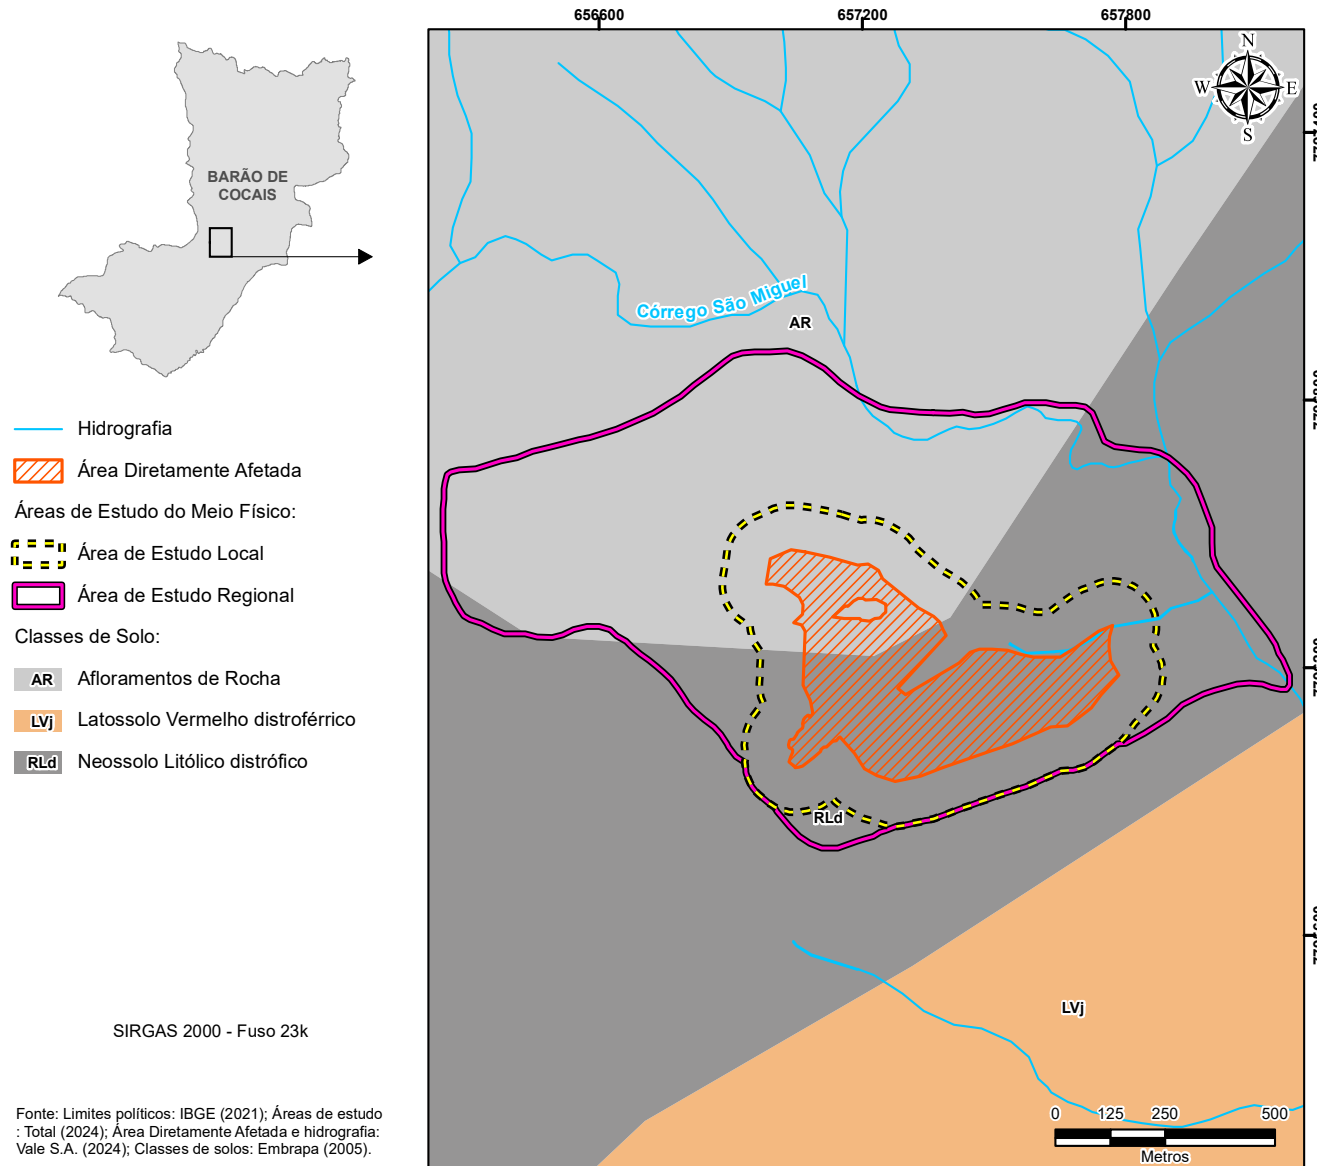 656600
657200
657800
N
W
E
S
BARÃO DE
COCAIS
Córrego São Miguel
AR
Hidrografia
Área Diretamente Afetada
Áreas de Estudo do Meio Físico:
Área de Estudo Local
Área de Estudo Regional
Classes de Solo:
AR Afloramentos de Rocha
LVj Latossolo Vermelho distroférrico
RLd Neossolo Litólico distrófico
RLd
LVj
SIRGAS 2000 - Fuso 23k
Fonte: Limites políticos: IBGE (2021); Áreas de estudo
: Total (2024); Área Diretamente Afetada e hidrografia:
Vale S.A. (2024); Classes de solos: Embrapa (2005).
0 125 250 500
Metros